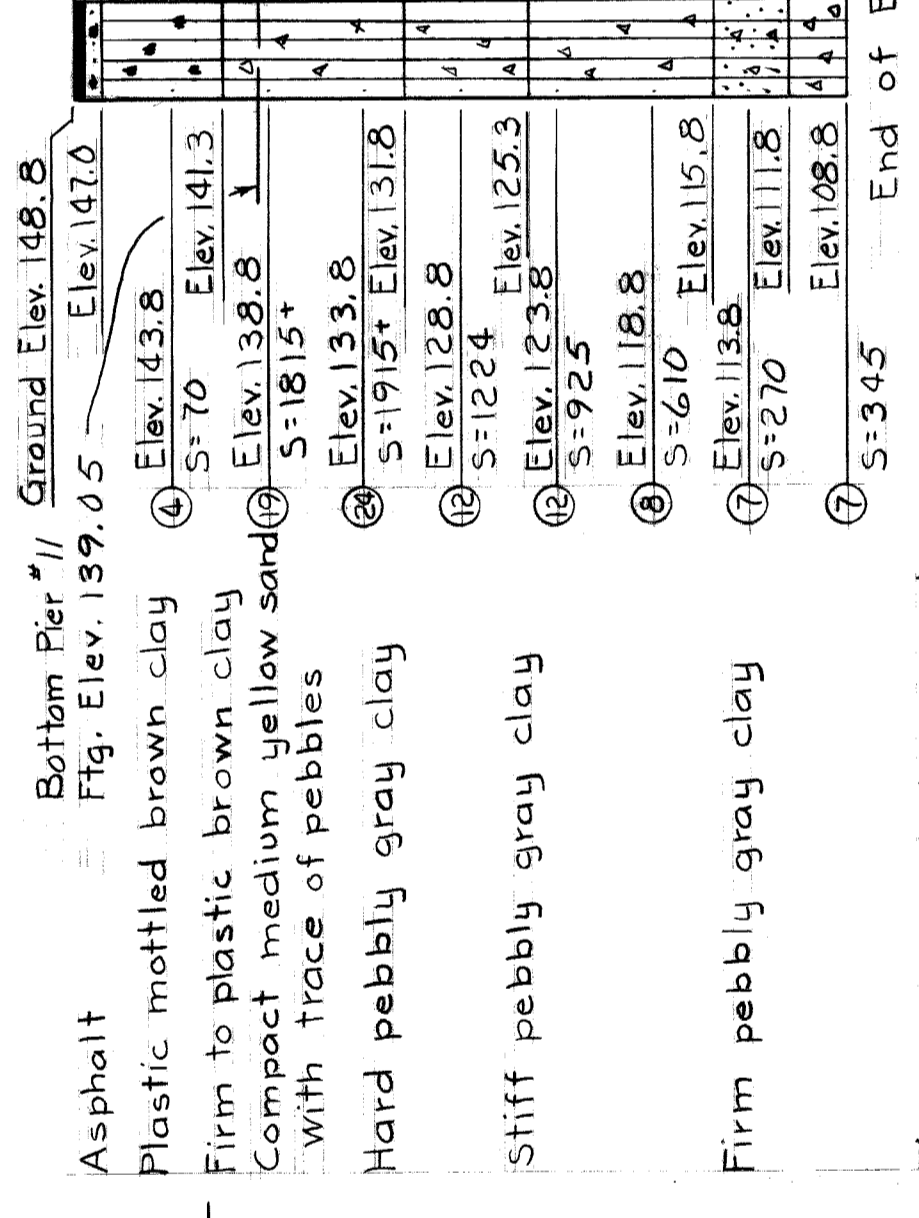 Bottom Pier #11
Ftg. Elev. 139.05
Ground Elev. 148.8
Elev. 147.0
Asphalt
Plastic mottled brown clay
④ Elev. 143.8
S=70
Elev. 141.3
Firm to plastic brown clay
Compact medium yellow sand
with trace of pebbles
⑲ Elev. 138.8
S=1815+
Hard pebbly gray clay
㉔ Elev. 133.8
S=1915+ Elev. 131.8
⑫ Elev. 128.8
S=1224
Elev. 125.3
Stiff pebbly gray clay
⑫ Elev. 123.8
S=925
⑧ Elev. 118.8
S=610
Elev. 115.8
Firm pebbly gray clay
⑦ Elev. 113.8
S=270
Elev. 111.8
⑦ Elev. 108.8
S=345
End of